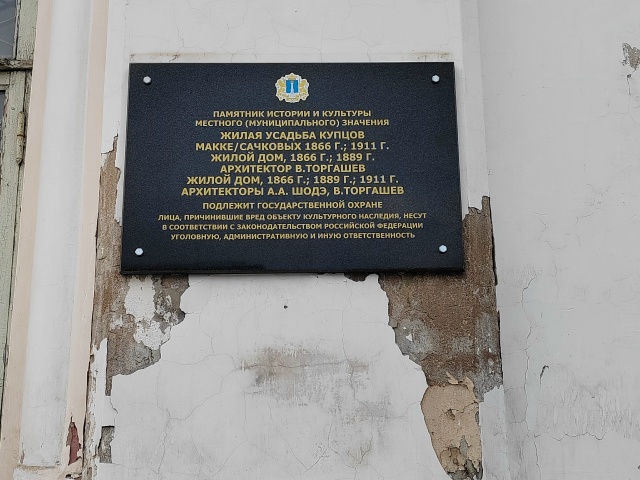 ПАМЯТНИК ИСТОРИИ И КУЛЬТУРЫ
МЕСТНОГО (МУНИЦИПАЛЬНОГО) ЗНАЧЕНИЯ
ЖИЛАЯ УСАДЬБА КУПЦОВ
МАККЕ/САЧКОВЫХ 1866 Г.; 1911 Г.
ЖИЛОЙ ДОМ, 1866 Г.; 1889 Г.
АРХИТЕКТОР В.ТОРГАШЕВ
ЖИЛОЙ ДОМ, 1866 Г.; 1889 Г.; 1911 Г.
АРХИТЕКТОРЫ А.А. ШОДЭ, В.ТОРГАШЕВ
ПОДЛЕЖИТ ГОСУДАРСТВЕННОЙ ОХРАНЕ
ЛИЦА, ПРИЧИНИВШИЕ ВРЕД ОБЪЕКТУ КУЛЬТУРНОГО НАСЛЕДИЯ, НЕСУТ
В СООТВЕТСТВИИ С ЗАКОНОДАТЕЛЬСТВОМ РОССИЙСКОЙ ФЕДЕРАЦИИ
УГОЛОВНУЮ, АДМИНИСТРАТИВНУЮ И ИНУЮ ОТВЕТСТВЕННОСТЬ